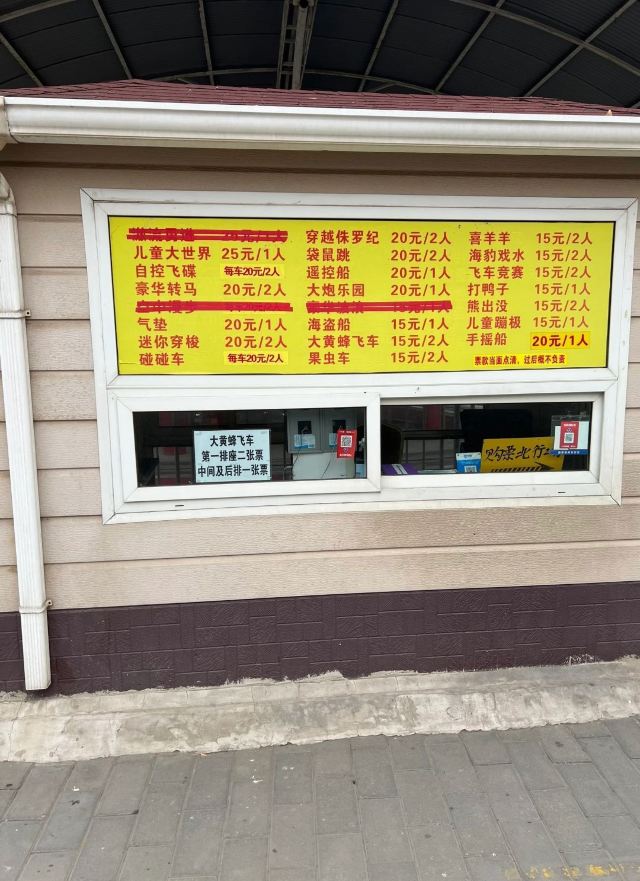 儿童大世界 25元/1人
自控飞碟 每车20元/2人
豪华转马 20元/2人
气垫 20元/1人
迷你穿梭 20元/2人
碰碰车 每车20元/2人
穿越侏罗纪 20元/2人
袋鼠跳 20元/1人
遥控船 20元/1人
大炮乐园 20元/1人
海盗船 15元/1人
大黄蜂飞车 15元/2人
果虫车 15元/1人
喜羊羊 15元/2人
海豹戏水 15元/2人
飞车竞赛 15元/2人
打鸭子 15元/1人
熊出没 15元/2人
儿童蹦极 15元/1人
手摇船 20元/1人
票款当面点清，过后概不负责
大黄蜂飞车
第一排座二张票
中间及后排一张票
购票北行